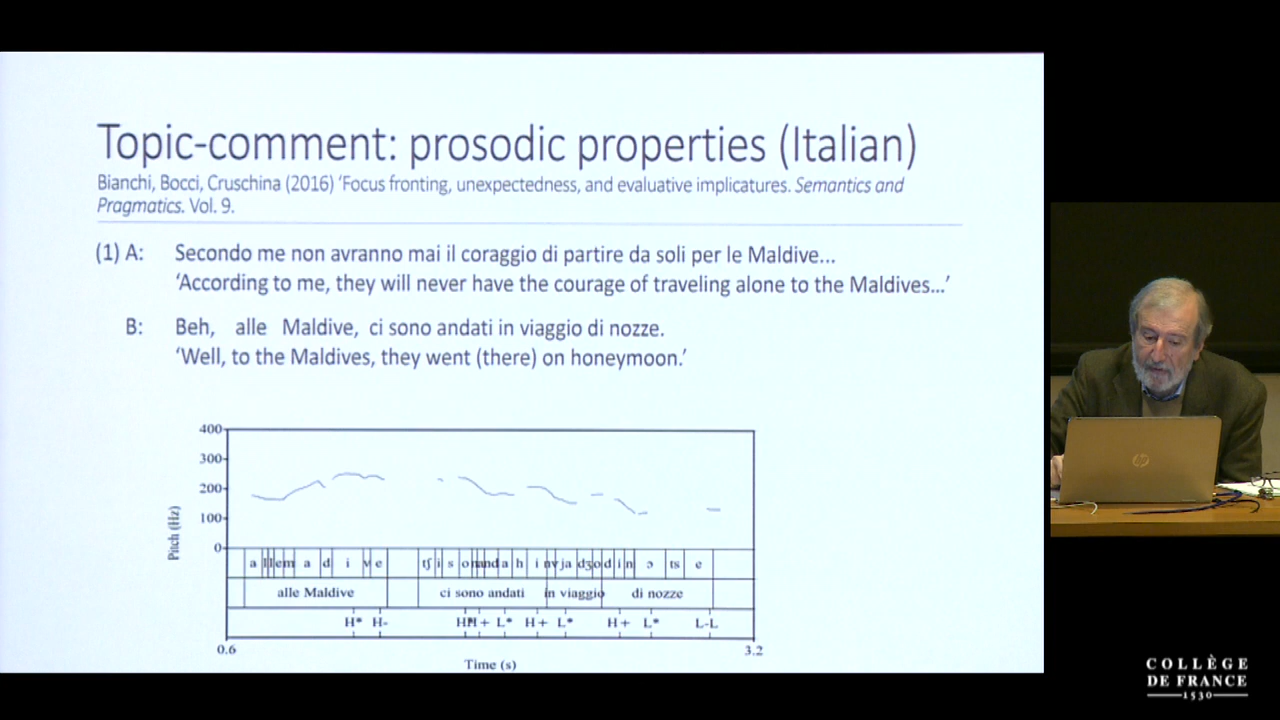 Topic-comment: prosodic properties (Italian)
Bianchi, Bocci, Cruschina (2016) ‘Focus fronting, unexpectedness, and evaluative implicatures. Semantics and
Pragmatics. Vol. 9.
(1) A: Secondo me non avranno mai il coraggio di partire da soli per le Maldive...
‘According to me, they will never have the courage of traveling alone to the Maldives...’
B: Beh, alle Maldive, ci sono andati in viaggio di nozze.
‘Well, to the Maldives, they went (there) on honeymoon.’
400
300
200
100
0
Pitch (Hz)
alle Maldive ci sono andati in viaggio di nozze
H* H- H+ L* H+ L* H+ L* L-L
0.6 3.2
Time (s)
hp
COLLÈGE
DE FRANCE
1530